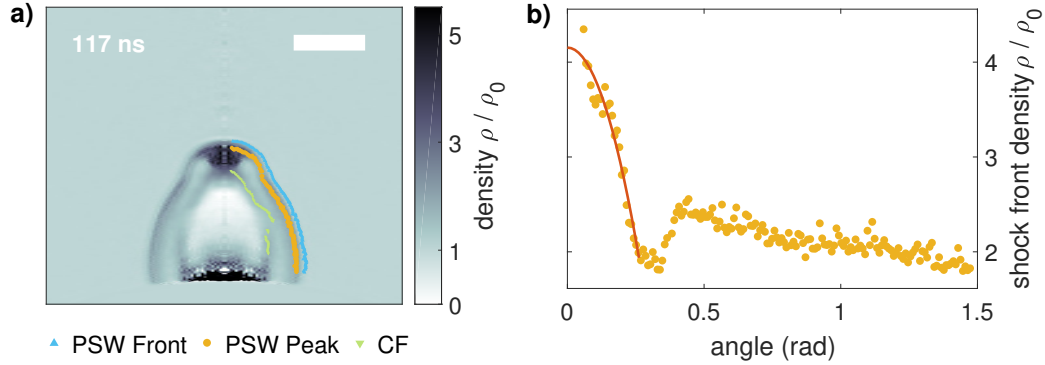 a)
117 ns
5
3
1
0
density ρ / ρ0
PSW Front
PSW Peak
CF
b)
4
3
2
shock front density ρ / ρ0
0
0.5
1
1.5
angle (rad)